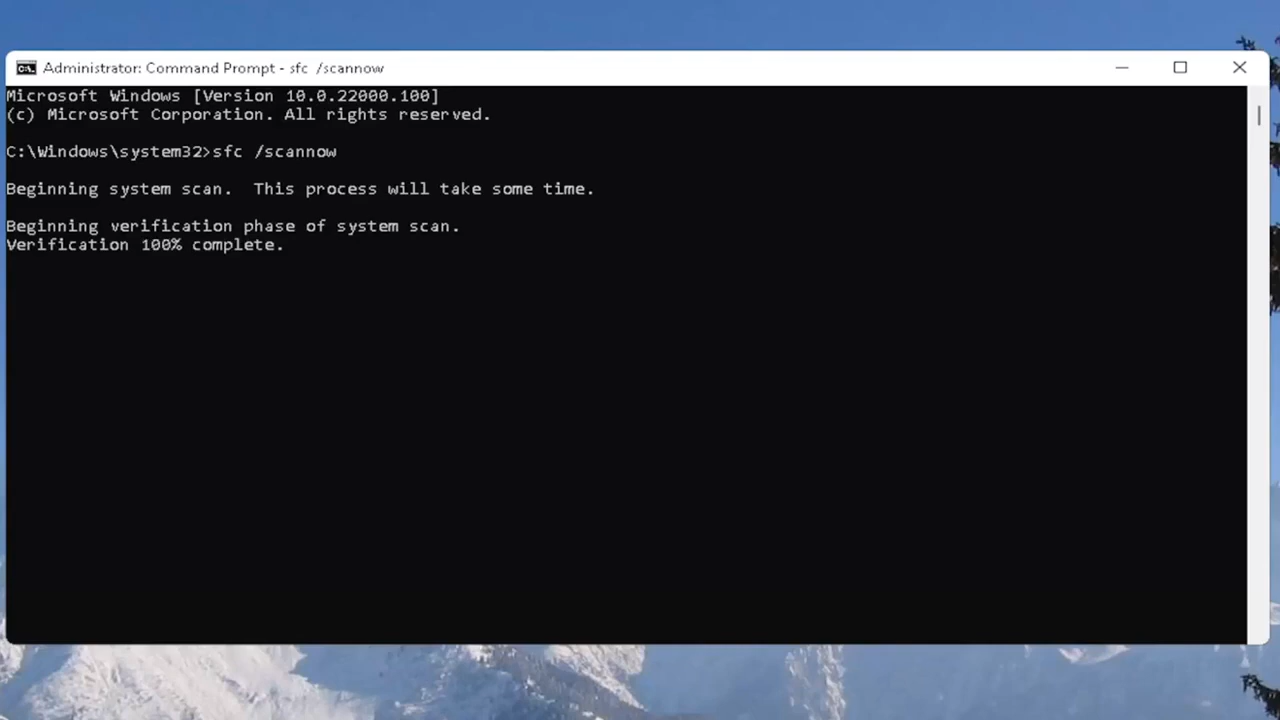 Administrator: Command Prompt - sfc  /scannow
Microsoft Windows [Version 10.0.22000.100]
(c) Microsoft Corporation. All rights reserved.
C:\Windows\system32>sfc /scannow
Beginning system scan.  This process will take some time.
Beginning verification phase of system scan.
Verification 100% complete.